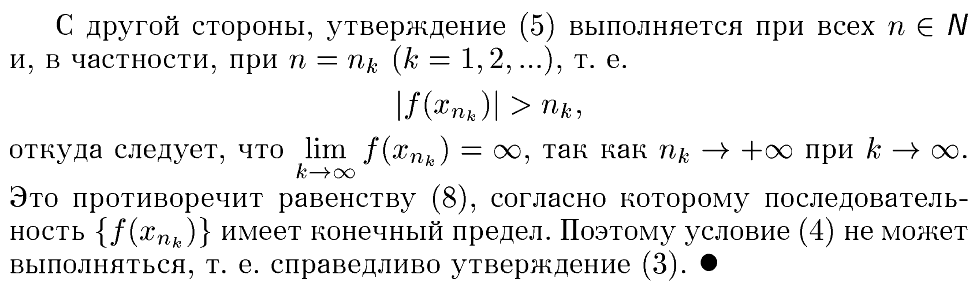 С другой стороны, утверждение (5) выполняется при всех n ∈ N
и, в частности, при n = n_k (k = 1, 2, ...), т. е.
|f(x_{n_k})| > n_k,
откуда следует, что lim_{k→∞} f(x_{n_k}) = ∞, так как n_k → +∞ при k → ∞.
Это противоречит равенству (8), согласно которому последователь-
ность {f(x_{n_k})} имеет конечный предел. Поэтому условие (4) не может
выполняться, т. е. справедливо утверждение (3). ●